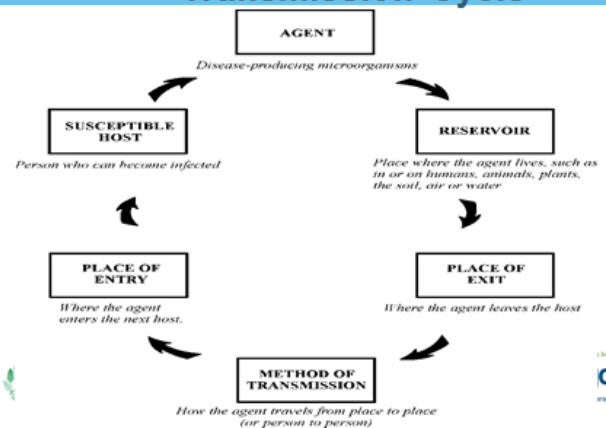 Transmission Cycle
AGENT
Disease-producing microorganisms
SUSCEPTIBLE
HOST
Person who can become infected
RESERVOIR
Place where the agent lives, such as
in or on humans, animals, plants,
the soil, air or water
PLACE OF
ENTRY
Where the agent
enters the next host.
PLACE OF
EXIT
Where the agent leaves the host
METHOD OF
TRANSMISSION
How the agent travels from place to place
(or person to person)